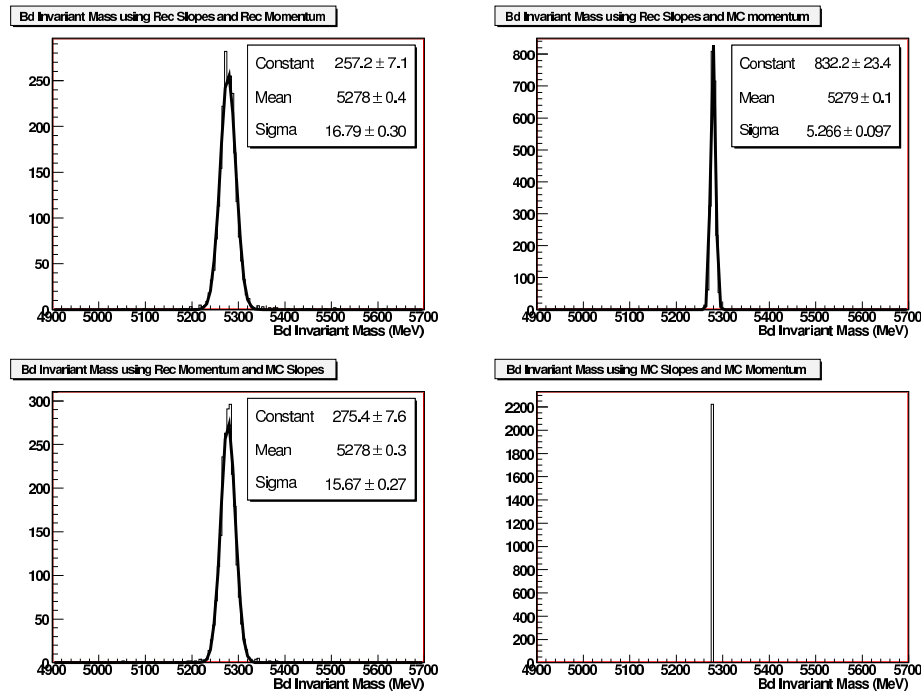 Bd Invariant Mass using Rec Slopes and Rec Momentum
Constant 257.2 ± 7.1
Mean 5278 ± 0.4
Sigma 16.79 ± 0.30
250
200
150
100
50
0
4900 5000 5100 5200 5300 5400 5500 5600 5700
Bd Invariant Mass (MeV)
Bd Invariant Mass using Rec Slopes and MC momentum
Constant 832.2 ± 23.4
Mean 5279 ± 0.1
Sigma 5.266 ± 0.097
800
700
600
500
400
300
200
100
0
4900 5000 5100 5200 5300 5400 5500 5600 5700
Bd Invariant Mass (MeV)
Bd Invariant Mass using Rec Momentum and MC Slopes
Constant 275.4 ± 7.6
Mean 5278 ± 0.3
Sigma 15.67 ± 0.27
300
250
200
150
100
50
0
4900 5000 5100 5200 5300 5400 5500 5600 5700
Bd Invariant Mass (MeV)
Bd Invariant Mass using MC Slopes and MC Momentum
2200
2000
1800
1600
1400
1200
1000
800
600
400
200
0
4900 5000 5100 5200 5300 5400 5500 5600 5700
Bd Invariant Mass (MeV)